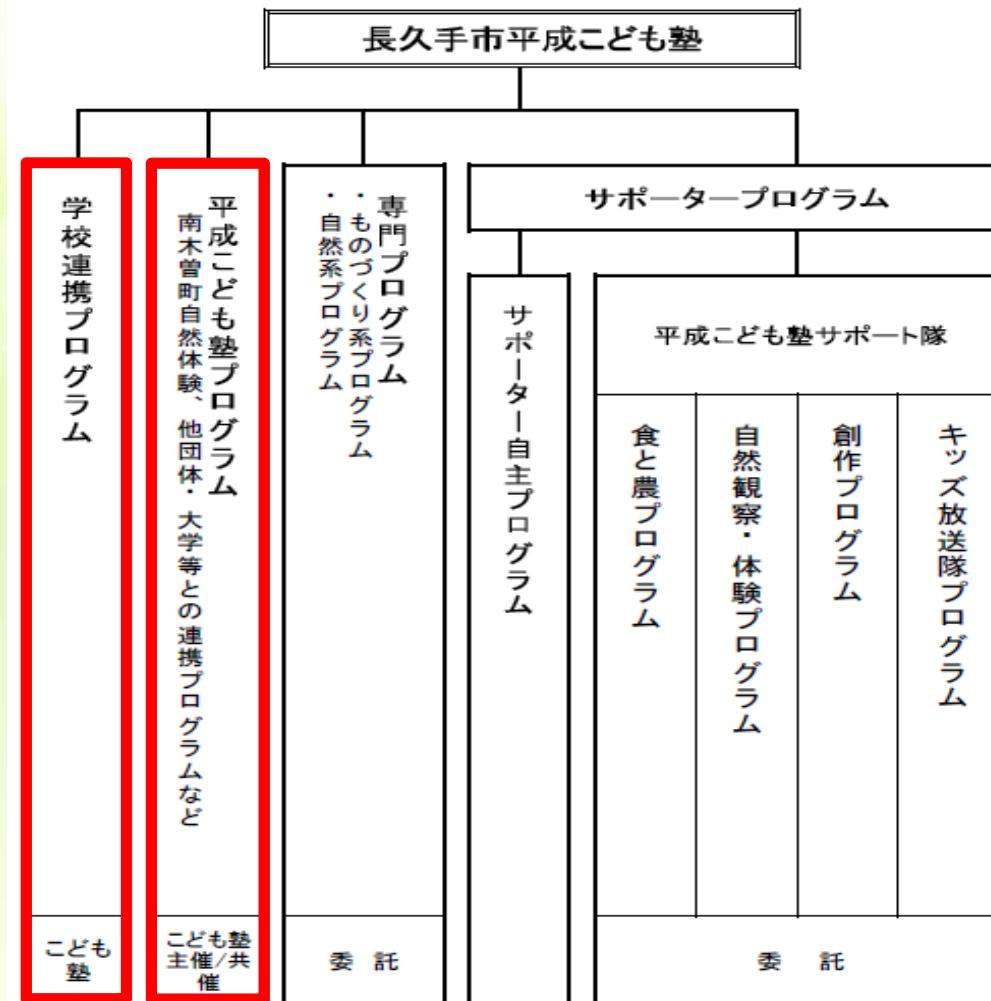 長久手市平成こども塾
学校連携プログラム
こども
塾
平成こども塾プログラム
南木曽町自然体験、他団体・大学等との連携プログラムなど
こども塾
主催/共
催
専門プログラム
・ものづくり系プログラム
・自然系プログラム
委 託
サポータープログラム
サポーター自主プログラム
平成こども塾サポート隊
食と農プログラム
自然観察・体験プログラム
創作プログラム
キッズ放送隊プログラム
委 託